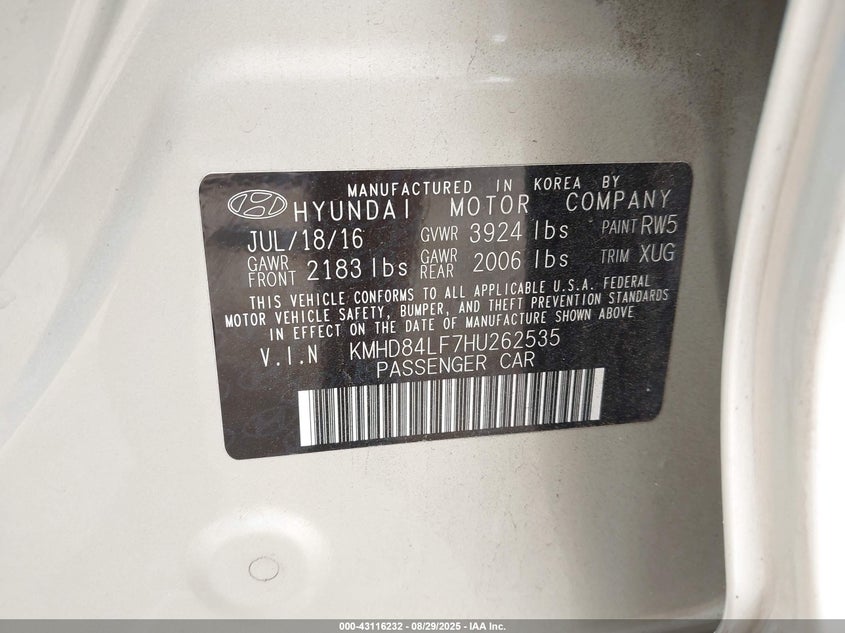 MANUFACTURED IN KOREA BY
HYUNDAI MOTOR COMPANY
JUL/18/16 GVWR 3924 lbs PAINT RW5
GAWR FRONT 2183 lbs GAWR REAR 2006 lbs TRIM XUG
THIS VEHICLE CONFORMS TO ALL APPLICABLE U.S.A. FEDERAL
MOTOR VEHICLE SAFETY, BUMPER, AND THEFT PREVENTION STANDARDS
IN EFFECT ON THE DATE OF MANUFACTURE SHOWN ABOVE
V.I.N KMHD84LF7HU262535
PASSENGER CAR
000-43116232 - 08/29/2025 - IAA Inc.